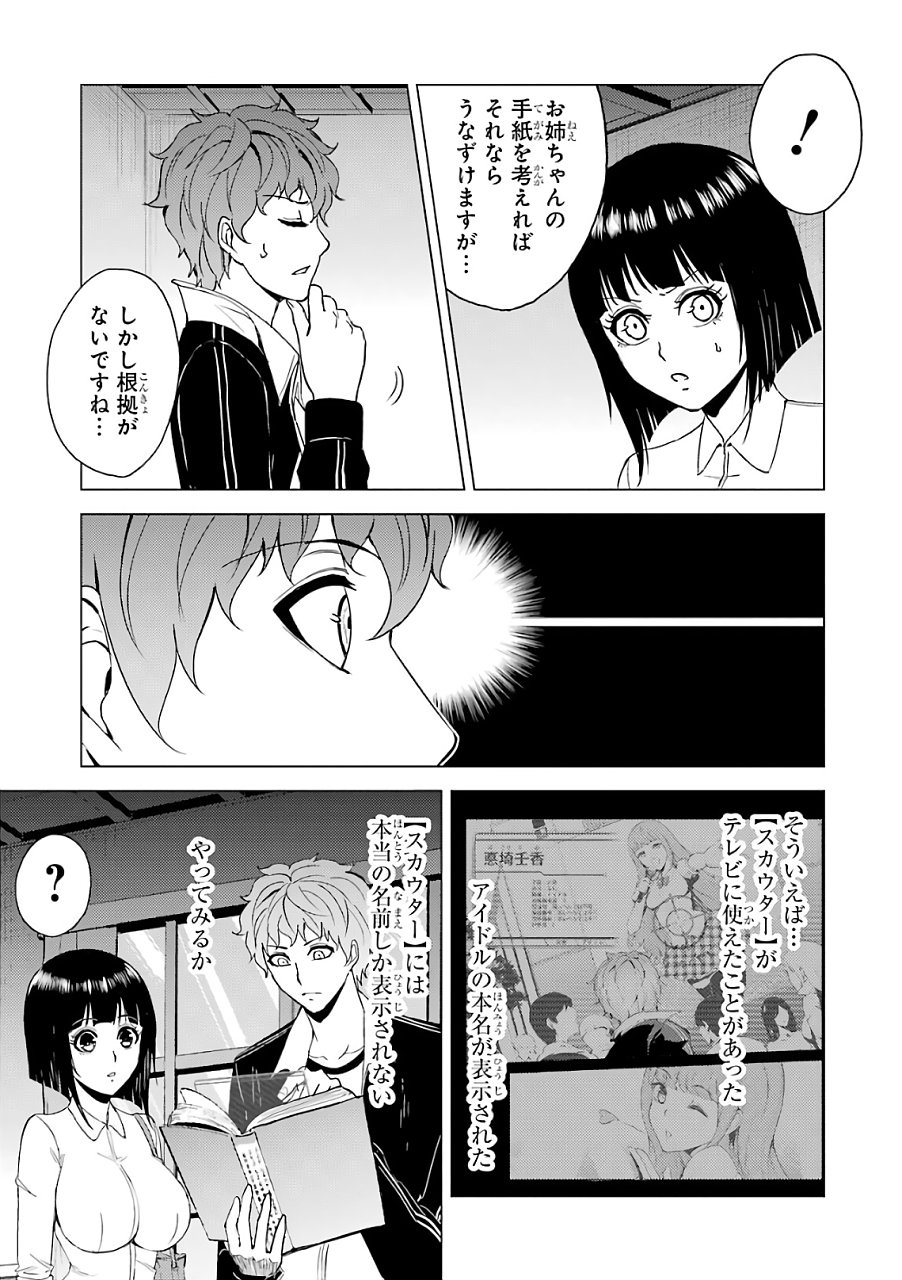 ！
お姉ちゃんの
手紙を考えれば
それなら
うなずけますが…
しかし根拠が
ないですね…
そういえば…
【スカウター】が
テレビに使えたことがあった
アイドルの本名が表示された
【スカウター】には
本当の名前しか表示されない
やってみるか
？